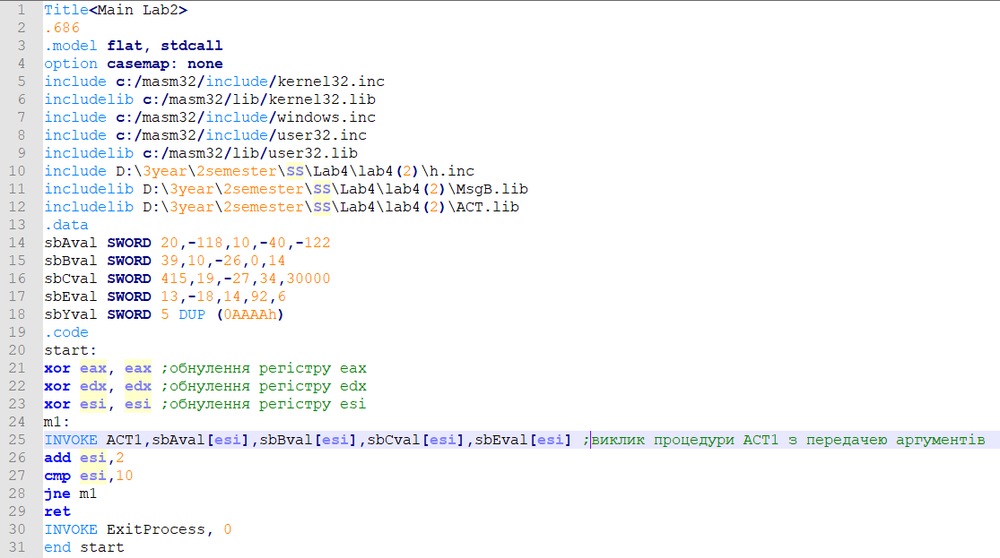 1 Title<Main Lab2>
2 .686
3 .model flat, stdcall
4 option casemap: none
5 include c:/masm32/include/kernel32.inc
6 includelib c:/masm32/lib/kernel32.lib
7 include c:/masm32/include/windows.inc
8 include c:/masm32/include/user32.inc
9 includelib c:/masm32/lib/user32.lib
10 include D:\3year\2semester\SS\Lab4\lab4(2)\h.inc
11 includelib D:\3year\2semester\SS\Lab4\lab4(2)\MsgB.lib
12 includelib D:\3year\2semester\SS\Lab4\lab4(2)\ACT.lib
13 .data
14 sbAval SWORD 20,-118,10,-40,-122
15 sbBval SWORD 39,10,-26,0,14
16 sbCval SWORD 415,19,-27,34,30000
17 sbEval SWORD 13,-18,14,92,6
18 sbYval SWORD 5 DUP (0AAAAh)
19 .code
20 start:
21 xor eax, eax ;обнулення регістру eax
22 xor edx, edx ;обнулення регістру edx
23 xor esi, esi ;обнулення регістру esi
24 m1:
25 INVOKE ACT1,sbAval[esi],sbBval[esi],sbCval[esi],sbEval[esi] ;виклик процедури ACT1 з передачею аргументів
26 add esi,2
27 cmp esi,10
28 jne m1
29 ret
30 INVOKE ExitProcess, 0
31 end start